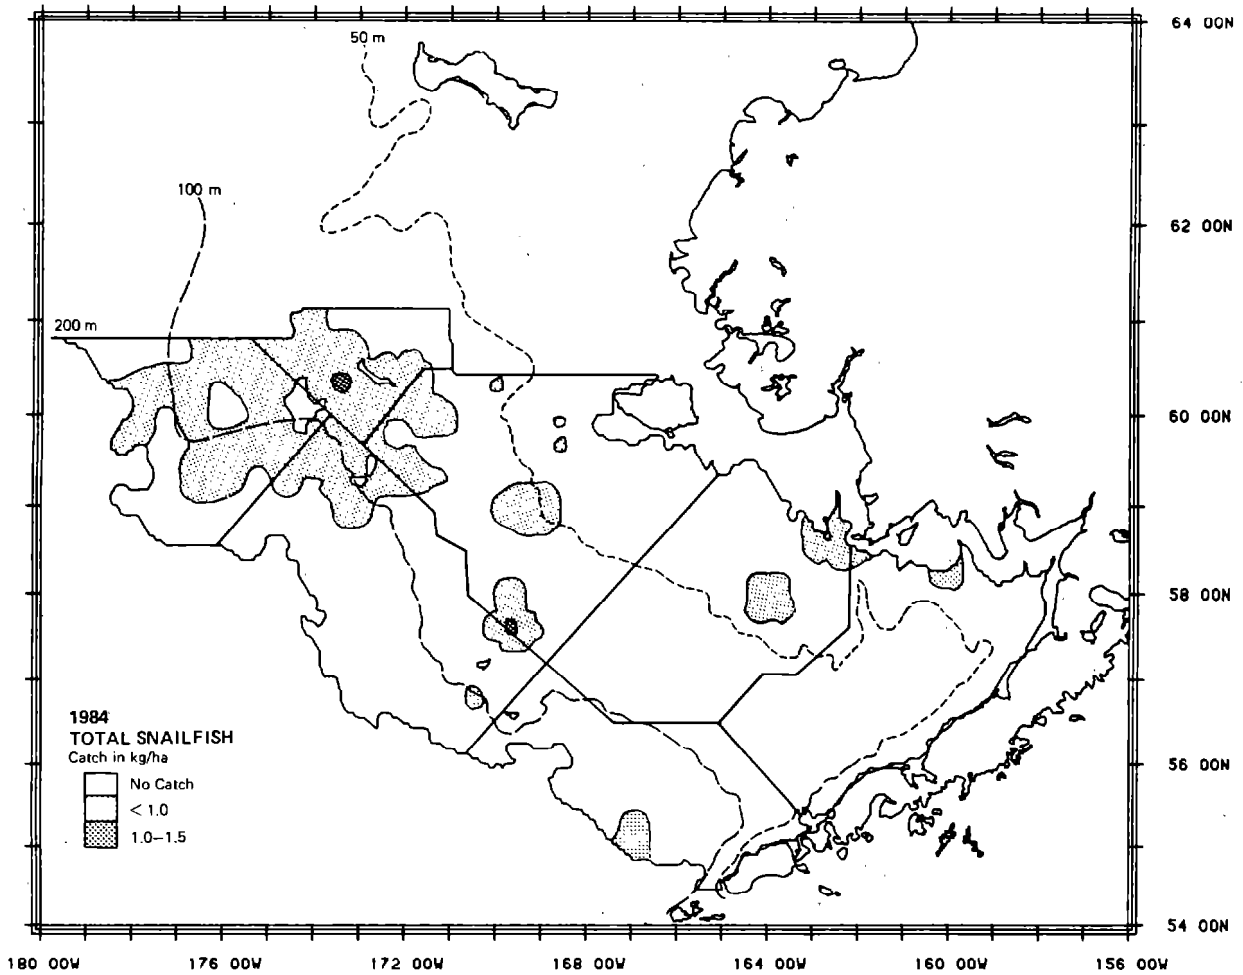 50 m
64 00N
100 m
62 00N
200 m
60 00N
58 00N
1984
TOTAL SNAILFISH
Catch in kg/ha
No Catch
< 1.0
1.0–1.5
56 00N
54 00N
180 00W 176 00W 172 00W 168 00W 164 00W 160 00W 156 00W